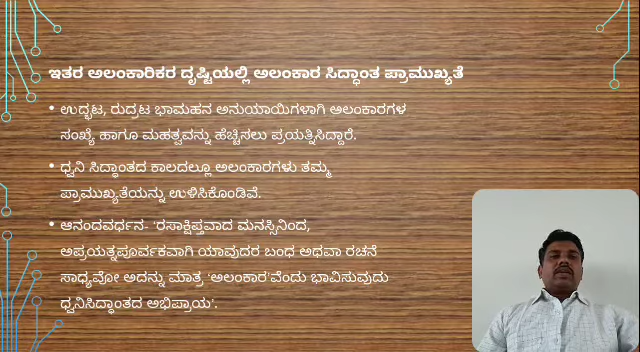 ಇತರ ಅಲಂಕಾರಿಕರ ದೃಷ್ಟಿಯಲ್ಲಿ ಅಲಂಕಾರ ಸಿದ್ಧಾಂತ ಪ್ರಾಮುಖ್ಯತೆ
• ಉದ್ಭಟ, ರುದ್ರಟ ಭಾಮಹನ ಅನುಯಾಯಿಗಳಾಗಿ ಅಲಂಕಾರಗಳ
ಸಂಖ್ಯೆ ಹಾಗೂ ಮಹತ್ವವನ್ನು ಹೆಚ್ಚಿಸಲು ಪ್ರಯತ್ನಿಸಿದ್ದಾರೆ.
• ಧ್ವನಿ ಸಿದ್ಧಾಂತದ ಕಾಲದಲ್ಲೂ ಅಲಂಕಾರಗಳು ತಮ್ಮ
ಪ್ರಾಮುಖ್ಯತೆಯನ್ನು ಉಳಿಸಿಕೊಂಡಿವೆ.
• ಆನಂದವರ್ಧನ- 'ರಸಾಕ್ಷಿಪ್ತವಾದ ಮನಸ್ಸಿನಿಂದ,
ಅಪ್ರಯತ್ನಪೂರ್ವಕವಾಗಿ ಯಾವುದರ ಬಂಧ ಅಥವಾ ರಚನೆ
ಸಾಧ್ಯವೋ ಅದನ್ನು ಮಾತ್ರ 'ಅಲಂಕಾರ'ವೆಂದು ಭಾವಿಸುವುದು
ಧ್ವನಿಸಿದ್ಧಾಂತದ ಅಭಿಪ್ರಾಯ'.